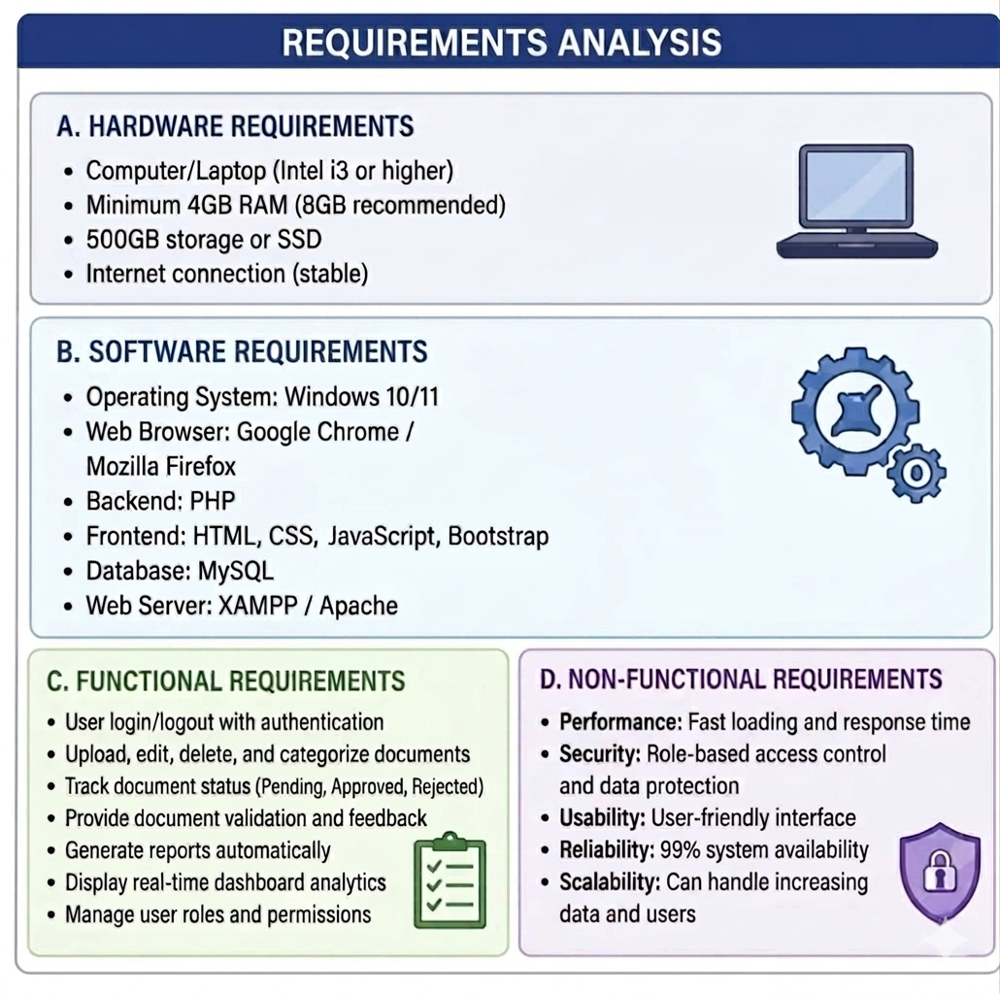 REQUIREMENTS ANALYSIS
A. HARDWARE REQUIREMENTS
• Computer/Laptop (Intel i3 or higher)
• Minimum 4GB RAM (8GB recommended)
• 500GB storage or SSD
• Internet connection (stable)
B. SOFTWARE REQUIREMENTS
• Operating System: Windows 10/11
• Web Browser: Google Chrome /
Mozilla Firefox
• Backend: PHP
• Frontend: HTML, CSS, JavaScript, Bootstrap
• Database: MySQL
• Web Server: XAMPP / Apache
C. FUNCTIONAL REQUIREMENTS
• User login/logout with authentication
• Upload, edit, delete, and categorize documents
• Track document status (Pending, Approved, Rejected)
• Provide document validation and feedback
• Generate reports automatically
• Display real-time dashboard analytics
• Manage user roles and permissions
D. NON-FUNCTIONAL REQUIREMENTS
• Performance: Fast loading and response time
• Security: Role-based access control
and data protection
• Usability: User-friendly interface
• Reliability: 99% system availability
• Scalability: Can handle increasing
data and users